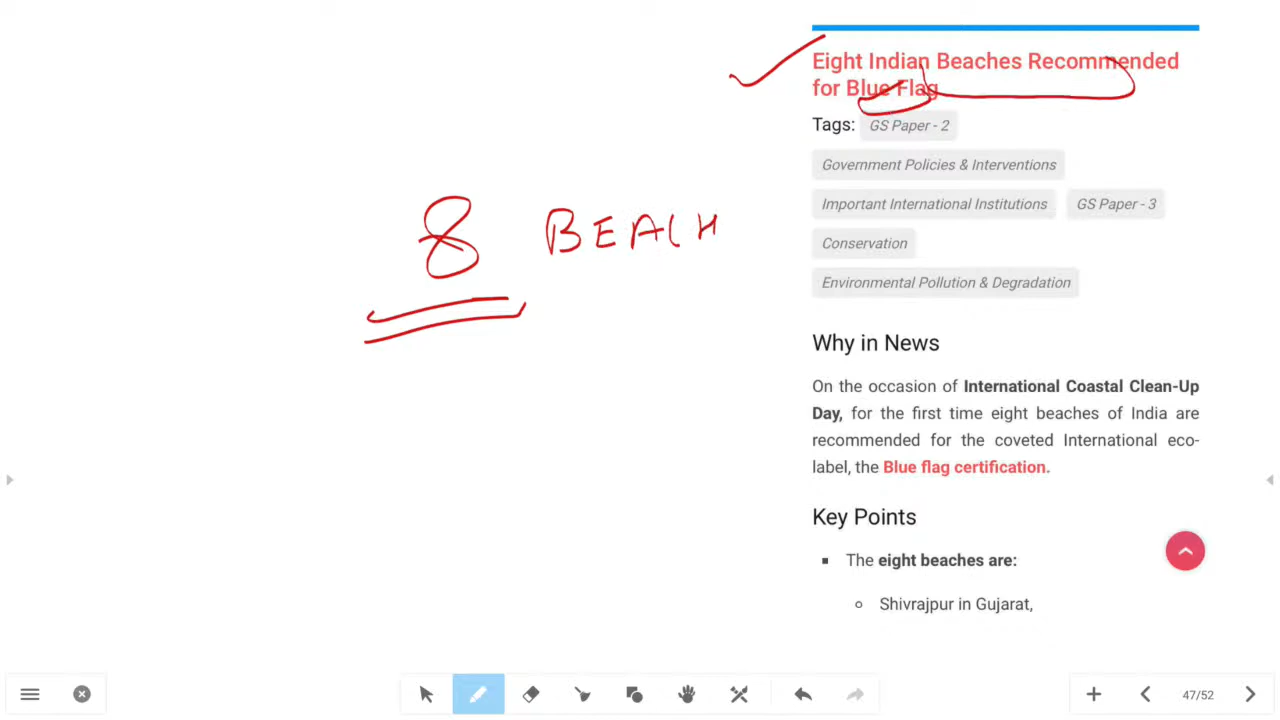 Eight Indian Beaches Recommended
for Blue Flag
Tags: GS Paper - 2
Government Policies & Interventions
Important International Institutions GS Paper - 3
Conservation
Environmental Pollution & Degradation
8 BEACH
Why in News
On the occasion of International Coastal Clean-Up
Day, for the first time eight beaches of India are
recommended for the coveted International eco-
label, the Blue flag certification.
Key Points
The eight beaches are:
Shivrajpur in Gujarat,
47/52